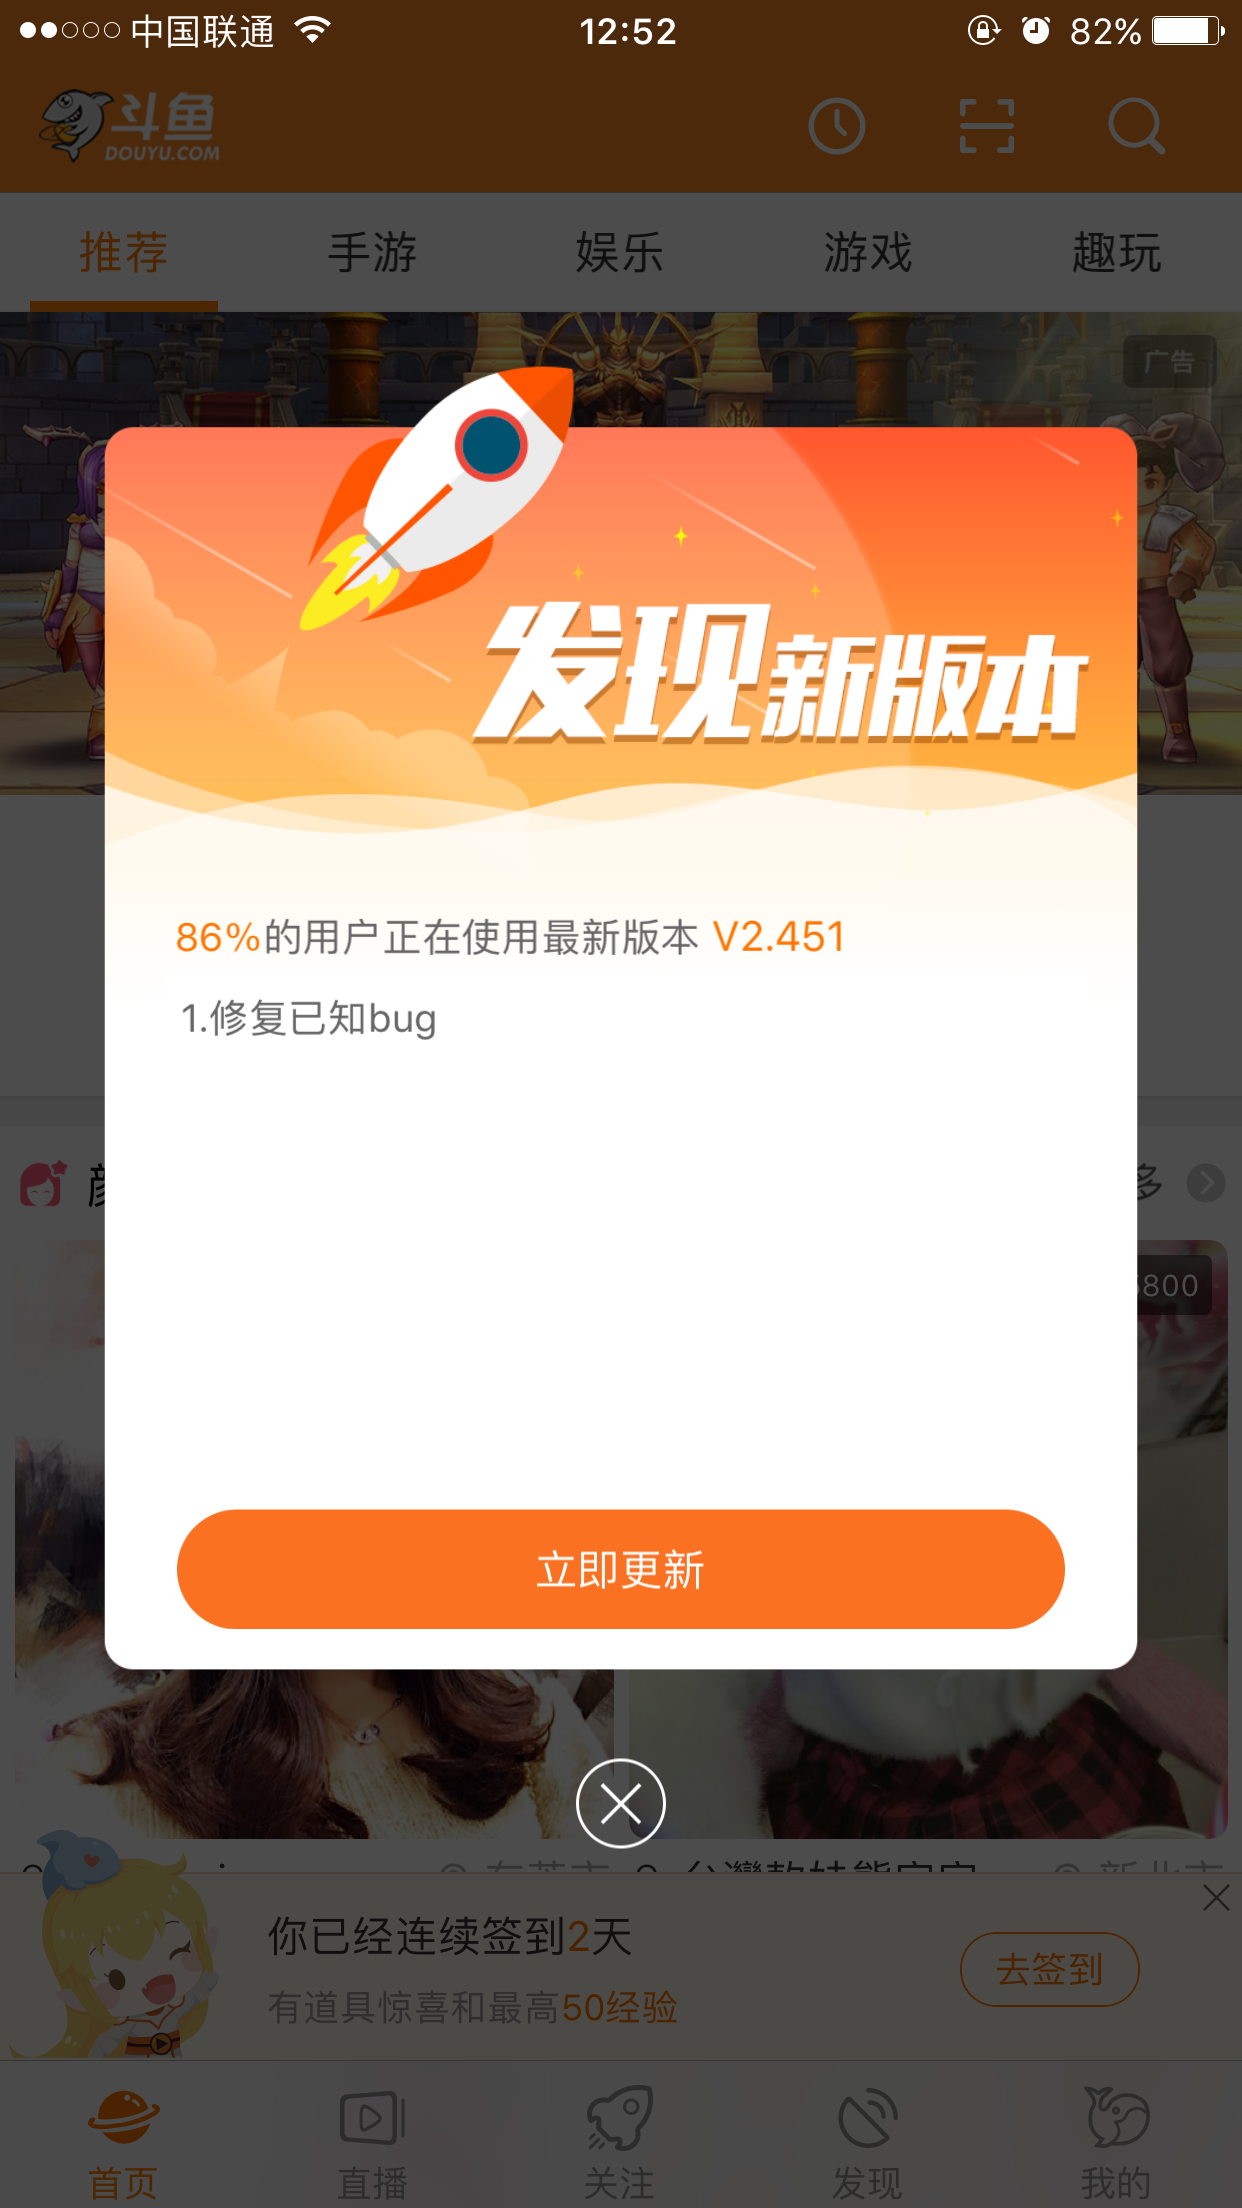 中国联通
12:52
82%
斗鱼
DOUYU.COM
推荐
手游
娱乐
游戏
趣玩
广告
发现新版本
86%的用户正在使用最新版本 V2.451
1.修复已知bug
多
800
立即更新
你已经连续签到2天
有道具惊喜和最高50经验
去签到
首页
直播
关注
发现
我的